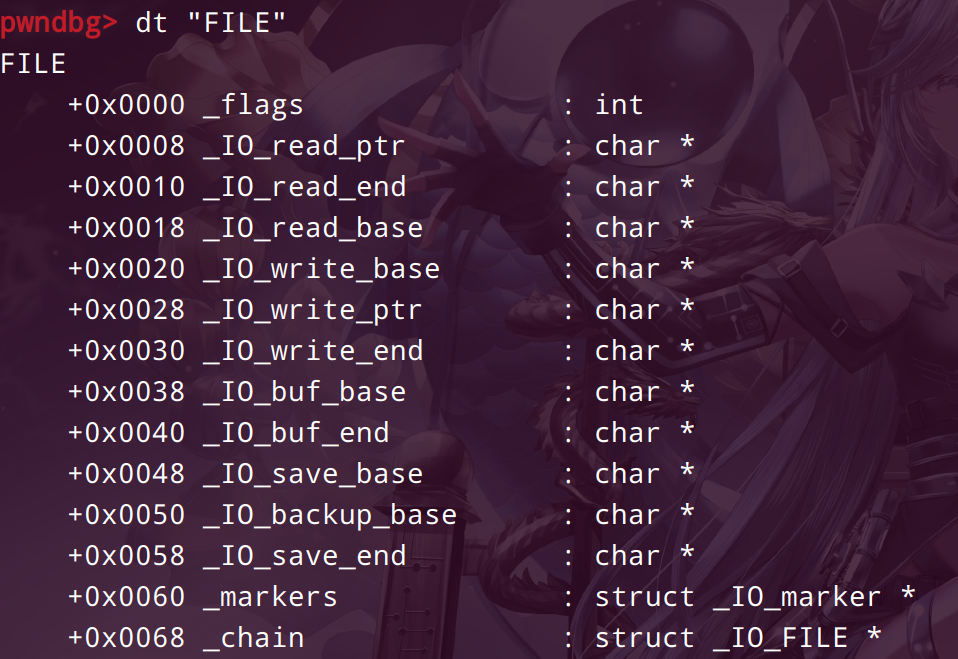 pwndbg> dt "FILE"
FILE
    +0x0000 _flags               : int
    +0x0008 _IO_read_ptr         : char *
    +0x0010 _IO_read_end         : char *
    +0x0018 _IO_read_base        : char *
    +0x0020 _IO_write_base       : char *
    +0x0028 _IO_write_ptr        : char *
    +0x0030 _IO_write_end        : char *
    +0x0038 _IO_buf_base         : char *
    +0x0040 _IO_buf_end          : char *
    +0x0048 _IO_save_base        : char *
    +0x0050 _IO_backup_base      : char *
    +0x0058 _IO_save_end         : char *
    +0x0060 _markers             : struct _IO_marker *
    +0x0068 _chain               : struct _IO_FILE *